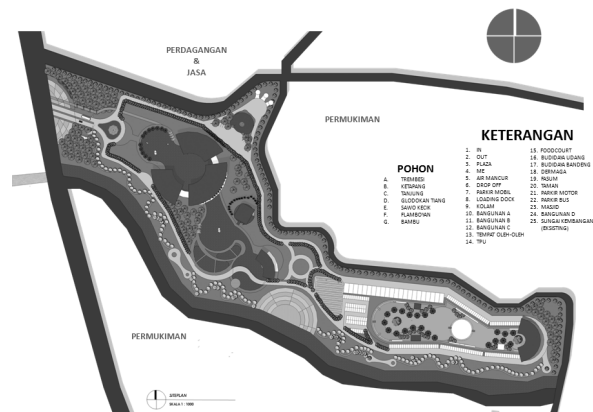 PERDAGANGAN
&
JASA
PERMUKIMAN
KETERANGAN
1. IN
2. OUT
3. PLAZA
4. ME
5. AIR MANCUR
6. DROP OFF
7. PARKIR MOBIL
8. LOADING DOCK
9. KOLAM
10. BANGUNAN A
11. BANGUNAN B
12. BANGUNAN C
13. TEMPAT OLEH-OLEH
14. TPU
15. FOODCOURT
16. BUDIDAYA UDANG
17. BUDIDAYA BANDENG
18. DERMAGA
19. FASUM
20. TAMAN
21. PARKIR MOTOR
22. PARKIR BUS
23. MASJID
24. BANGUNAN D
25. SUNGAI KEMBANGAN
(EKSISTING)
POHON
A. TREMBESI
B. KETAPANG
C. TANJUNG
D. GLODOKAN TIANG
E. SAWO KECIK
F. FLAMBOYAN
G. BAMBU
PERMUKIMAN
SITEPLAN
SKALA 1 : 1000